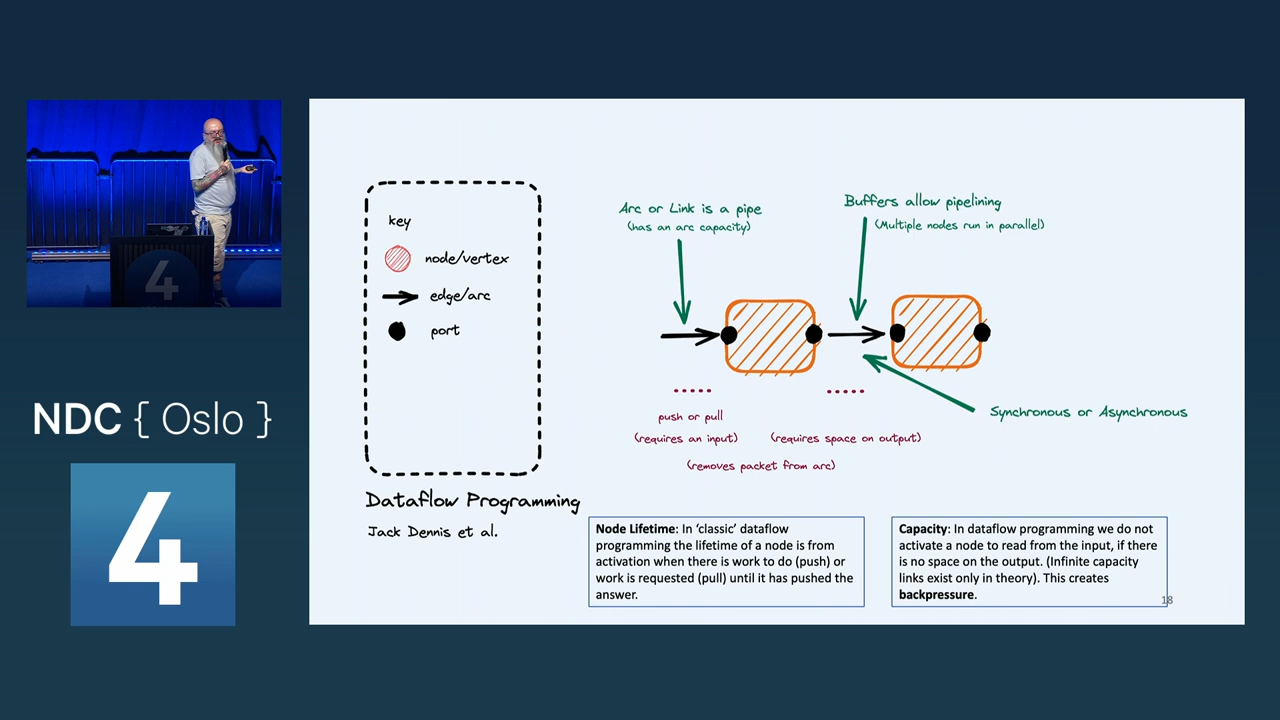 4
NDC { Oslo }
4
key
node/vertex
edge/arc
port
Dataflow Programming
Jack Dennis et al.
Arc or Link is a pipe
(has an arc capacity)
Buffers allow pipelining
(Multiple nodes run in parallel)
push or pull
(requires an input)
(requires space on output)
(removes packet from arc)
Synchronous or Asynchronous
Node Lifetime: In ‘classic’ dataflow
programming the lifetime of a node is from
activation when there is work to do (push) or
work is requested (pull) until it has pushed the
answer.
Capacity: In dataflow programming we do not
activate a node to read from the input, if there
is no space on the output. (Infinite capacity
links exist only in theory). This creates
backpressure.
18